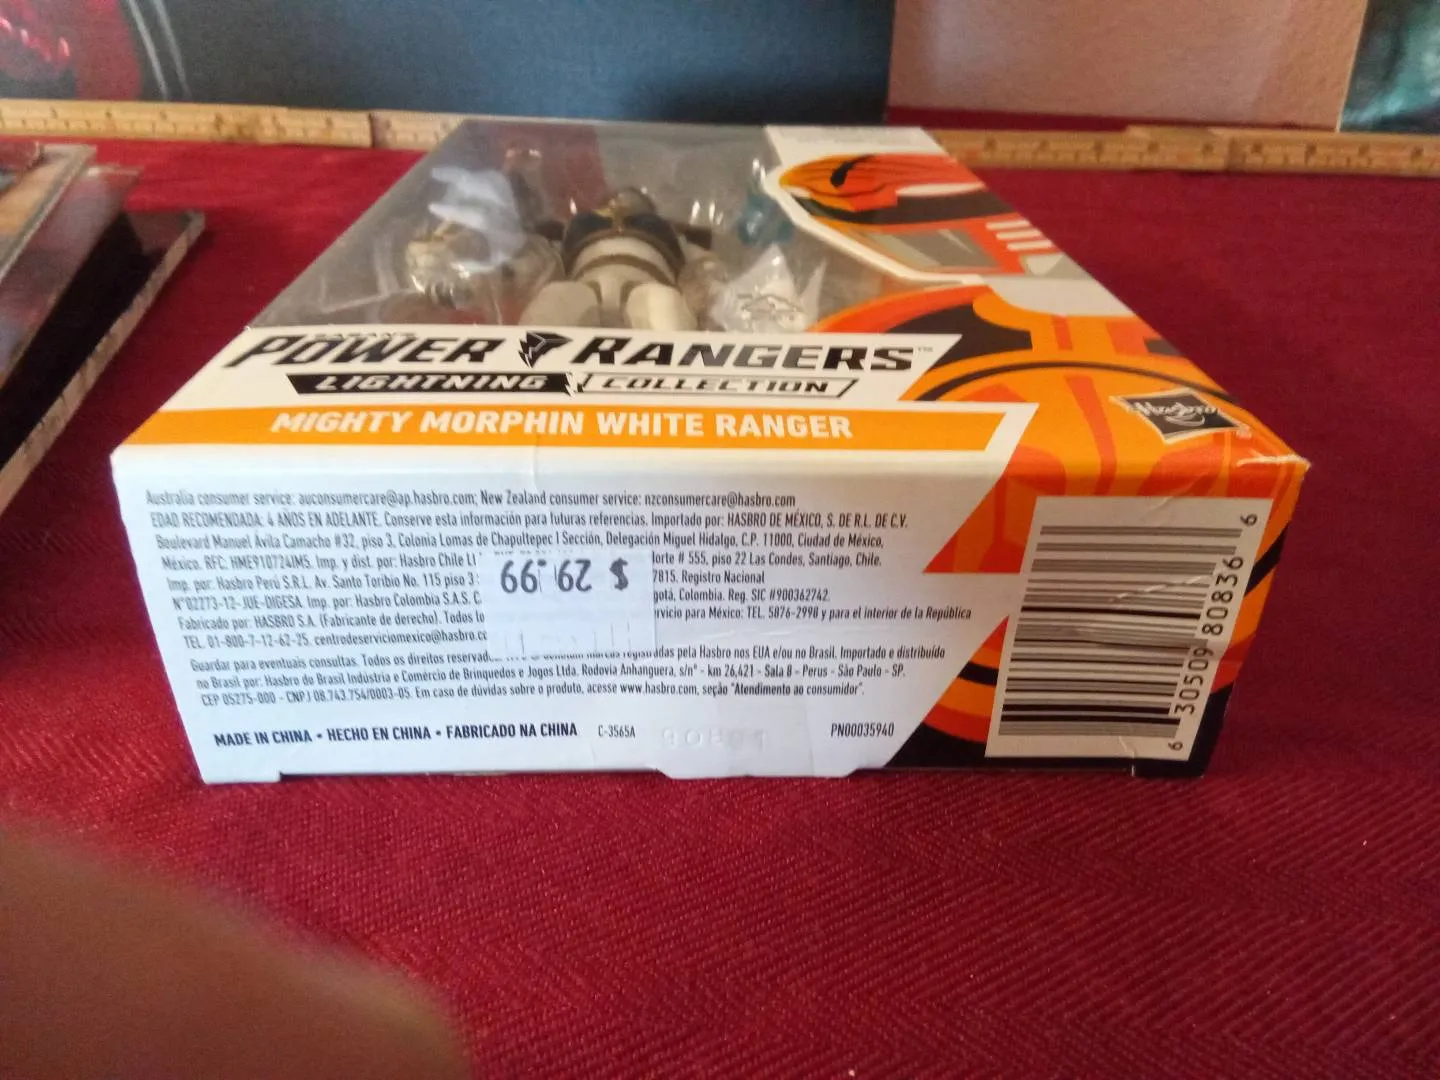 SABAN'S
POWER RANGERS™
LIGHTNING COLLECTION
MIGHTY MORPHIN WHITE RANGER
Hasbro
Australia consumer service: auconsumercare@ap.hasbro.com; New Zealand consumer service: nzconsumercare@hasbro.com
EDAD RECOMENDADA: 4 AÑOS EN ADELANTE. Conserve esta información para futuras referencias. Importado por: HASBRO DE MÉXICO, S. DE R.L. DE C.V.
Boulevard Manuel Ávila Camacho #32, piso 3, Colonia Lomas de Chapultepec I Sección, Delegación Miguel Hidalgo, C.P. 11000, Ciudad de México,
México. RFC: HME910724IM5. Imp. y dist. por: Hasbro Chile # 555, piso 22 Las Condes, Santiago, Chile.
Imp. por: Hasbro Perú S.R.L. Av. Santo Toribio No. 115 piso 3 7815. Registro Nacional
N°02773-12-JUE-DIGESA. Imp. por: Hasbro Colombia S.A.S. Colombia. Reg. SIC #900362742.
Fabricado por: HASBRO S.A. (Fabricante de derecho). Todos para México: TEL. 5876-2998 y para el interior de la República
TEL. 01-800-7-12-62-25. centrodeserviciomexico@hasbro
$ 29.99
Guardar para eventuais consultas. Todos os direitos pela Hasbro nos EUA e/ou no Brasil. Importado e distribuído
no Brasil por: Hasbro do Brasil Indústria e Comércio de Brinquedos e Jogos Ltda. Rodovia Anhanguera, s/n° - km 26,421 - Sala B - Perus - São Paulo - SP.
CEP 05275-000 - CNPJ 08.743.754/0003-05. Em caso de dúvidas sobre o produto, acesse www.hasbro.com, seção "Atendimento ao consumidor".
MADE IN CHINA • HECHO EN CHINA • FABRICADO NA CHINA C-3565A PN00035940
6 30509 80836 6